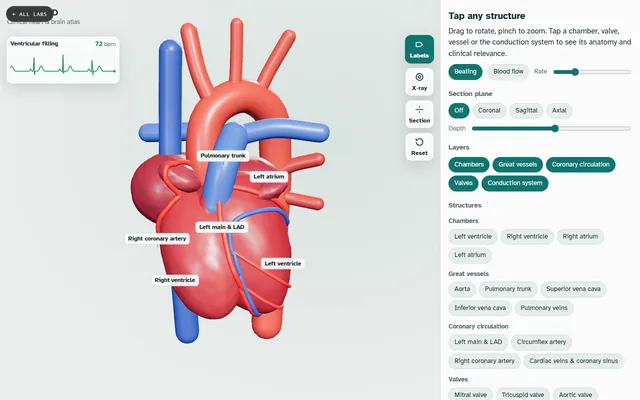 ← ALL LABS
Clinical heart & brain atlas
Ventricular filling 72 bpm
Labels
X-ray
Section
Reset
Pulmonary trunk
Left atrium
Left main & LAD
Right coronary artery
Left ventricle
Right ventricle
Tap any structure
Drag to rotate, pinch to zoom. Tap a chamber, valve,
vessel or the conduction system to see its anatomy and
clinical relevance.
Beating Blood flow Rate
Section plane
Off Coronal Sagittal Axial
Depth
Layers
Chambers Great vessels Coronary circulation
Valves Conduction system
Structures
Chambers
Left ventricle Right ventricle Right atrium
Left atrium
Great vessels
Aorta Pulmonary trunk Superior vena cava
Inferior vena cava Pulmonary veins
Coronary circulation
Left main & LAD Circumflex artery
Right coronary artery Cardiac veins & coronary sinus
Valves
Mitral valve Tricuspid valve Aortic valve